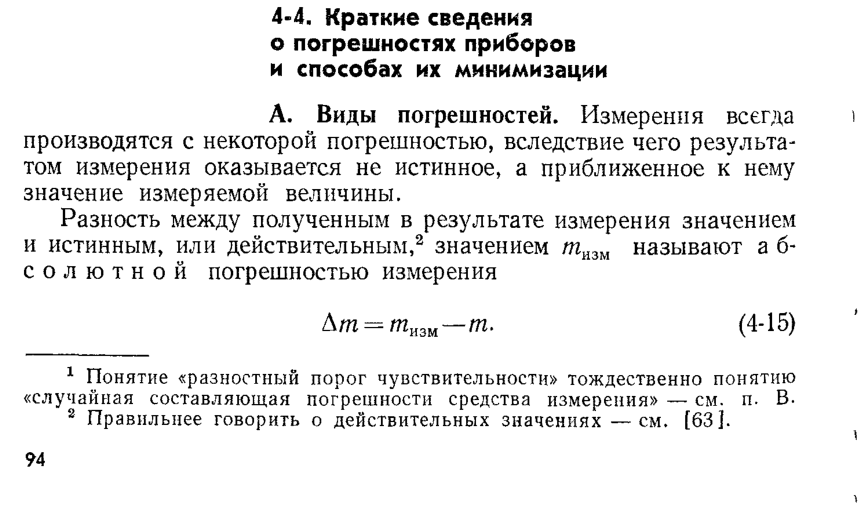 4-4. Краткие сведения
о погрешностях приборов
и способах их минимизации
А. Виды погрешностей. Измерения всегда
производятся с некоторой погрешностью, вследствие чего результа-
том измерения оказывается не истинное, а приближенное к нему
значение измеряемой величины.
Разность между полученным в результате измерения значением
и истинным, или действительным,² значением mизм называют аб-
солютной погрешностью измерения
Δm = mизм — m. (4-15)
¹ Понятие «разностный порог чувствительности» тождественно понятию
«случайная составляющая погрешности средства измерения» — см. п. В.
² Правильнее говорить о действительных значениях — см. [63].
94